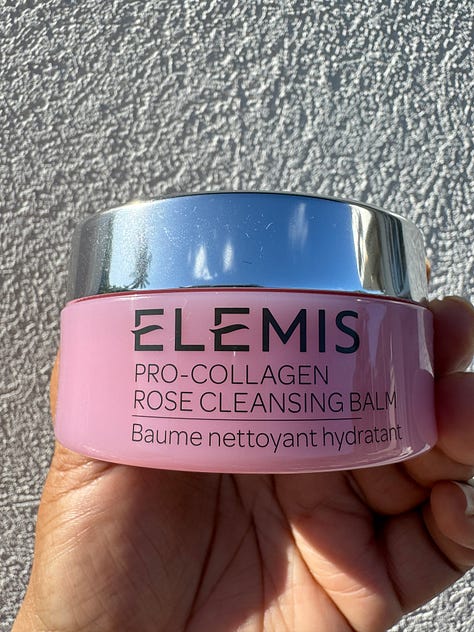 ELEMIS
PRO-COLLAGEN
ROSE CLEANSING BALM
Baume nettoyant hydratant